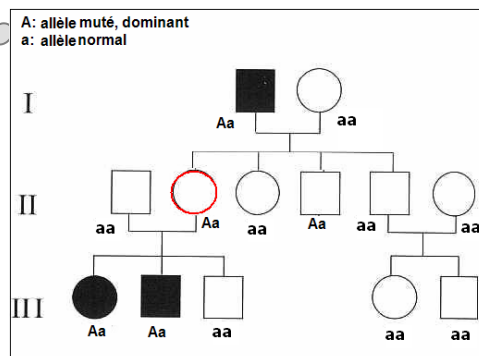 A: allèle muté, dominant
a: allèle normal
I
Aa aa
II
aa Aa aa Aa aa aa
III
Aa Aa aa aa aa